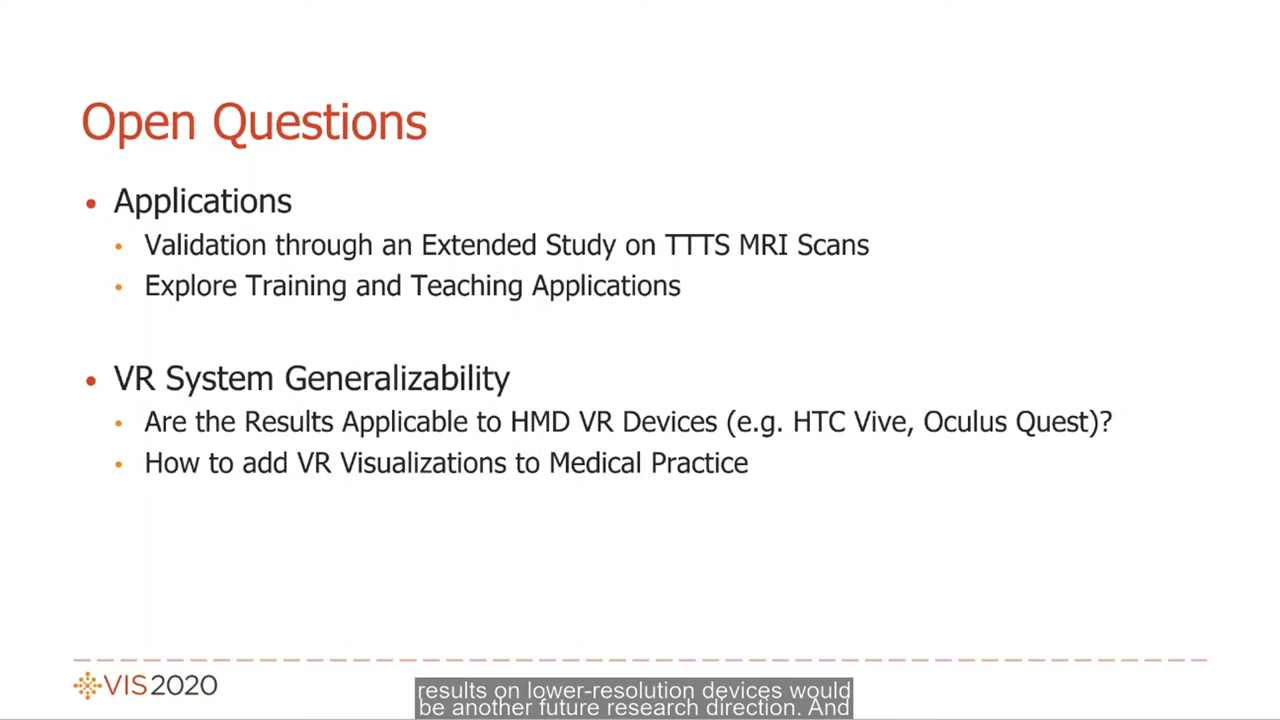 Open Questions
• Applications
• Validation through an Extended Study on TTTS MRI Scans
• Explore Training and Teaching Applications
• VR System Generalizability
• Are the Results Applicable to HMD VR Devices (e.g. HTC Vive, Oculus Quest)?
• How to add VR Visualizations to Medical Practice
VIS2020
results on lower-resolution devices would
be another future research direction. And